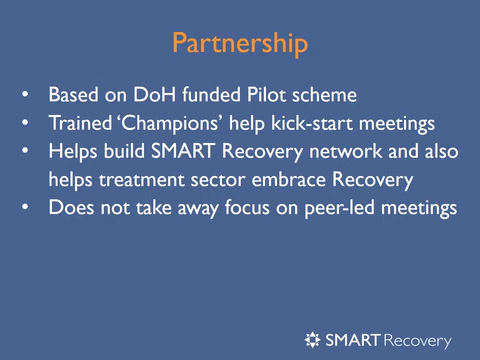 Partnership
• Based on DoH funded Pilot scheme
• Trained ‘Champions’ help kick-start meetings
• Helps build SMART Recovery network and also
helps treatment sector embrace Recovery
• Does not take away focus on peer-led meetings
SMART Recovery